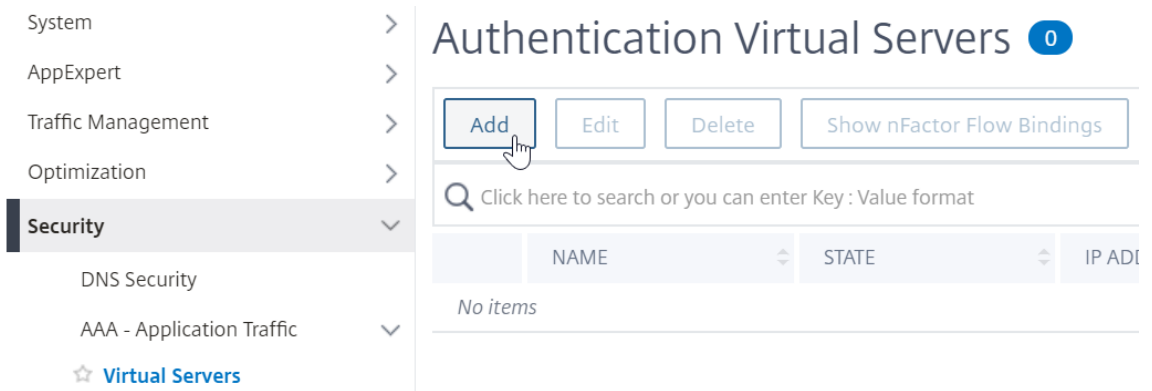 System
AppExpert
Traffic Management
Optimization
Security
DNS Security
AAA - Application Traffic
Virtual Servers
Authentication Virtual Servers 0
Add Edit Delete Show nFactor Flow Bindings
Click here to search or you can enter Key : Value format
NAME STATE IP ADD
No items